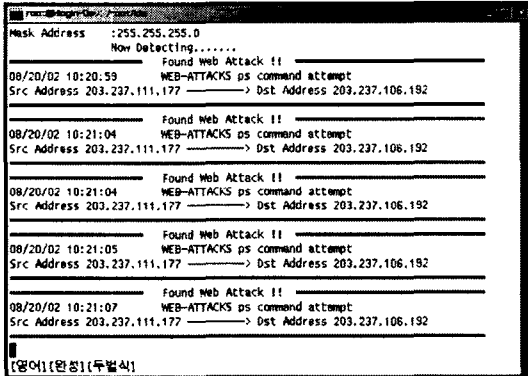 Mask Address :255.255.255.0
Now Detecting.......
Found Web Attack !!
08/20/02 10:20:59 WEB-ATTACKS ps command attempt
Src Address 203.237.111.177 ————> Dst Address 203.237.106.192
Found Web Attack !!
08/20/02 10:21:04 WEB-ATTACKS ps command attempt
Src Address 203.237.111.177 ————> Dst Address 203.237.106.192
Found Web Attack !!
08/20/02 10:21:04 WEB-ATTACKS ps command attempt
Src Address 203.237.111.177 ————> Dst Address 203.237.106.192
Found Web Attack !!
08/20/02 10:21:05 WEB-ATTACKS ps command attempt
Src Address 203.237.111.177 ————> Dst Address 203.237.106.192
Found Web Attack !!
08/20/02 10:21:07 WEB-ATTACKS ps command attempt
Src Address 203.237.111.177 ————> Dst Address 203.237.106.192
[영어][완성][두벌식]